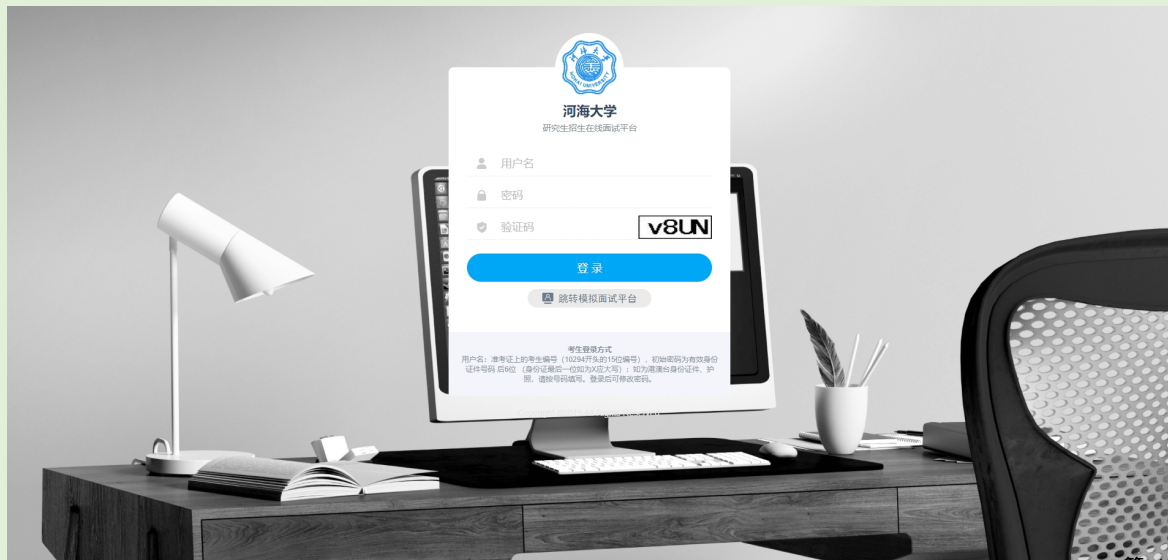 河海大学
研究生招生在线面试平台
用户名
密码
验证码 v8UN
登 录
跳转模拟面试平台
考生登录方式
用户名：准考证上的考生编号（10294开头的15位编号），初始密码为有效身份
证件号码 后6位 （身份证最后一位如为X应大写）；如为港澳台身份证件、护
照，请按号码填写。登录后可修改密码。